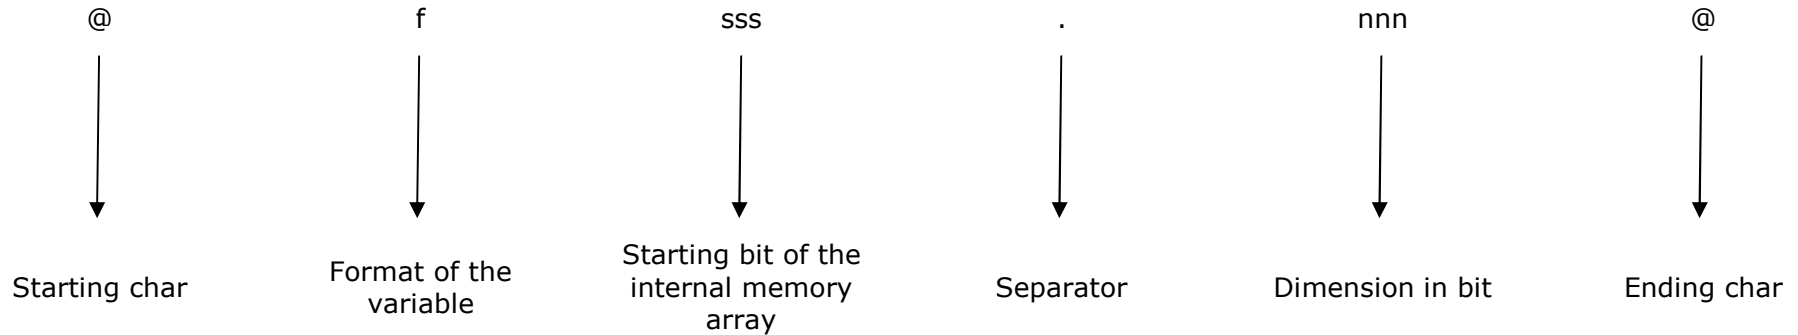 @ f sss . nnn @
Starting char
Format of the
variable
Starting bit of the
internal memory
array
Separator
Dimension in bit
Ending char